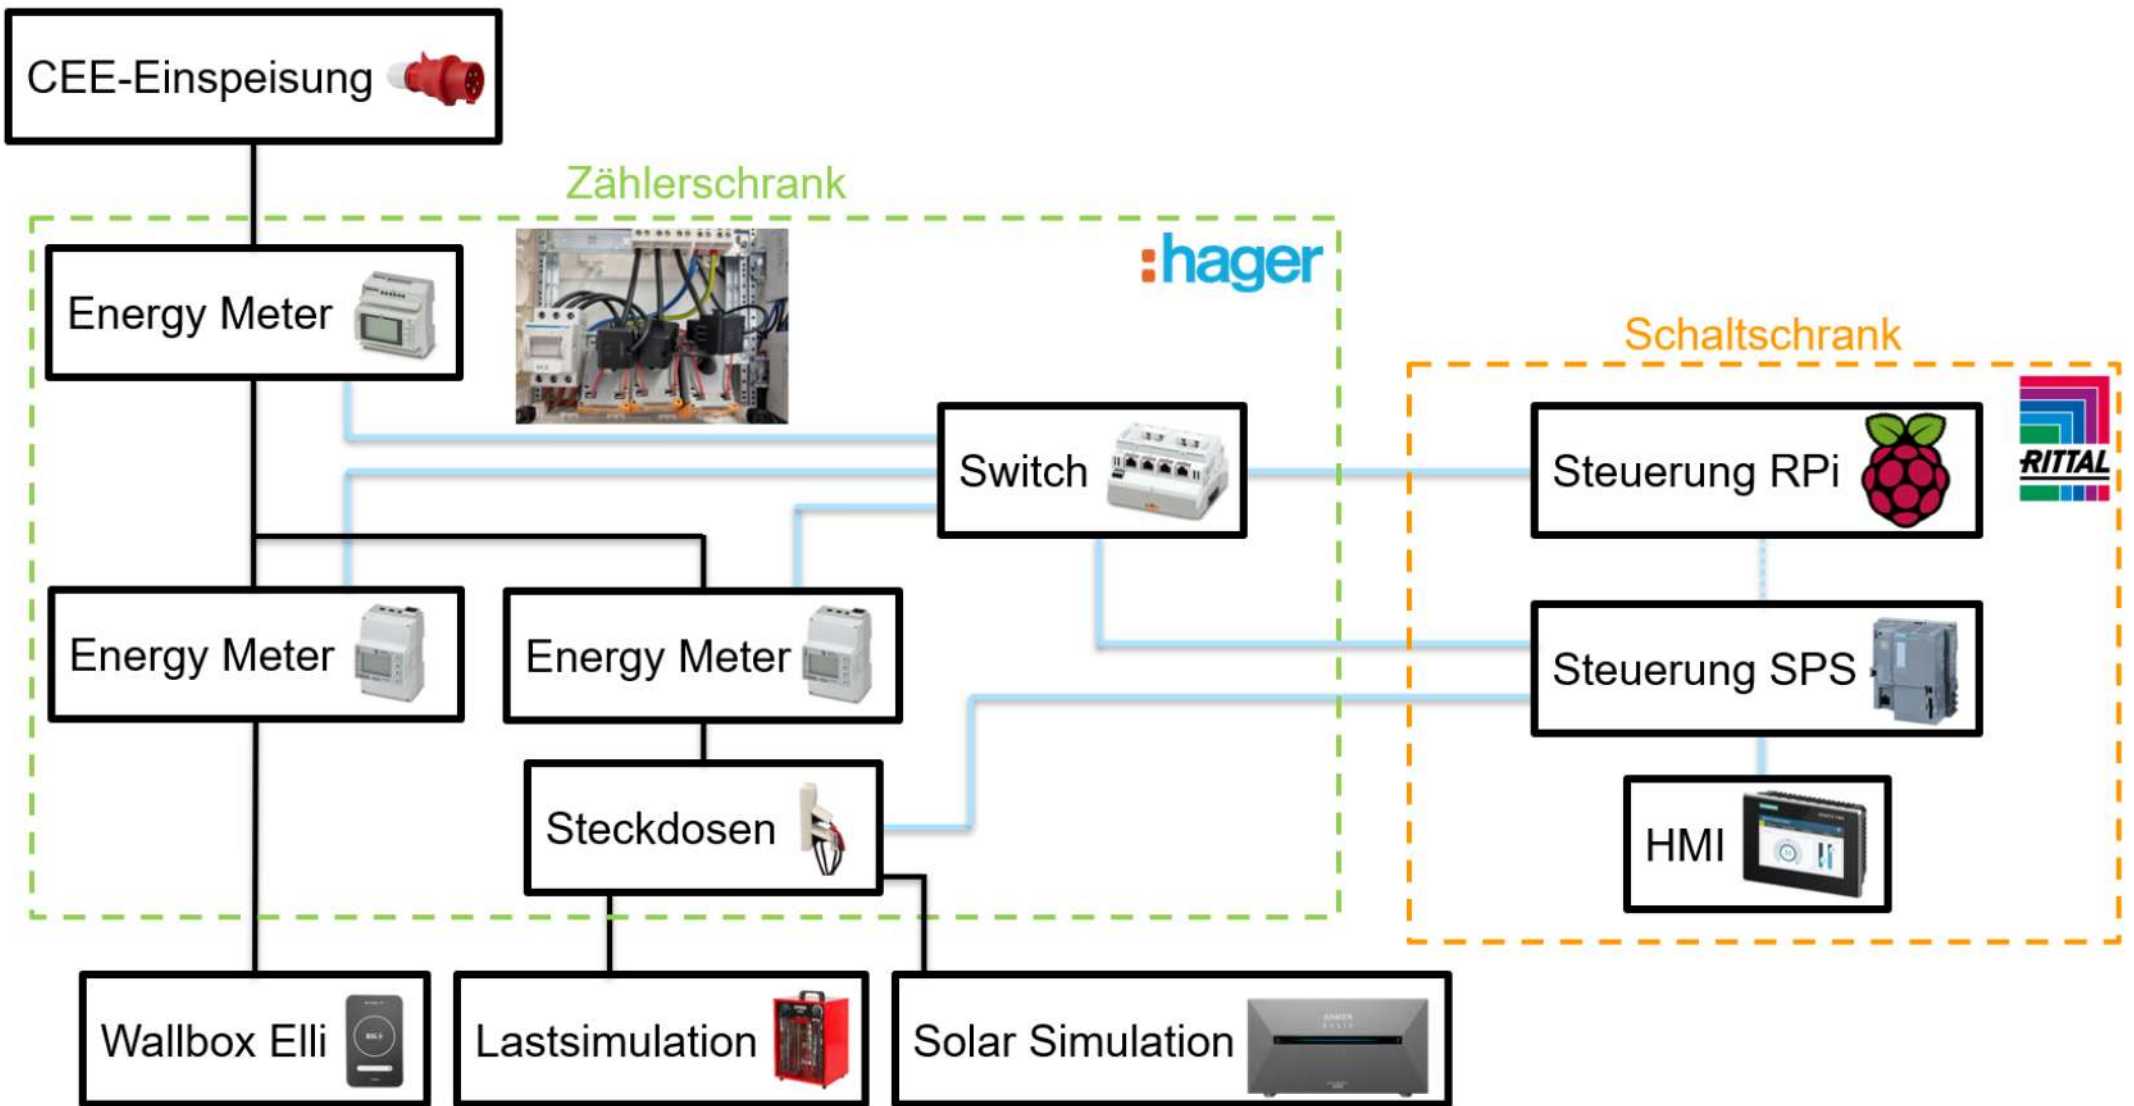 CEE-Einspeisung
Zählerschrank
:hager
Energy Meter
Schaltschrank
RITTAL
Switch
Steuerung RPi
Energy Meter
Energy Meter
Steuerung SPS
Steckdosen
HMI
Wallbox Elli
Lastsimulation
Solar Simulation